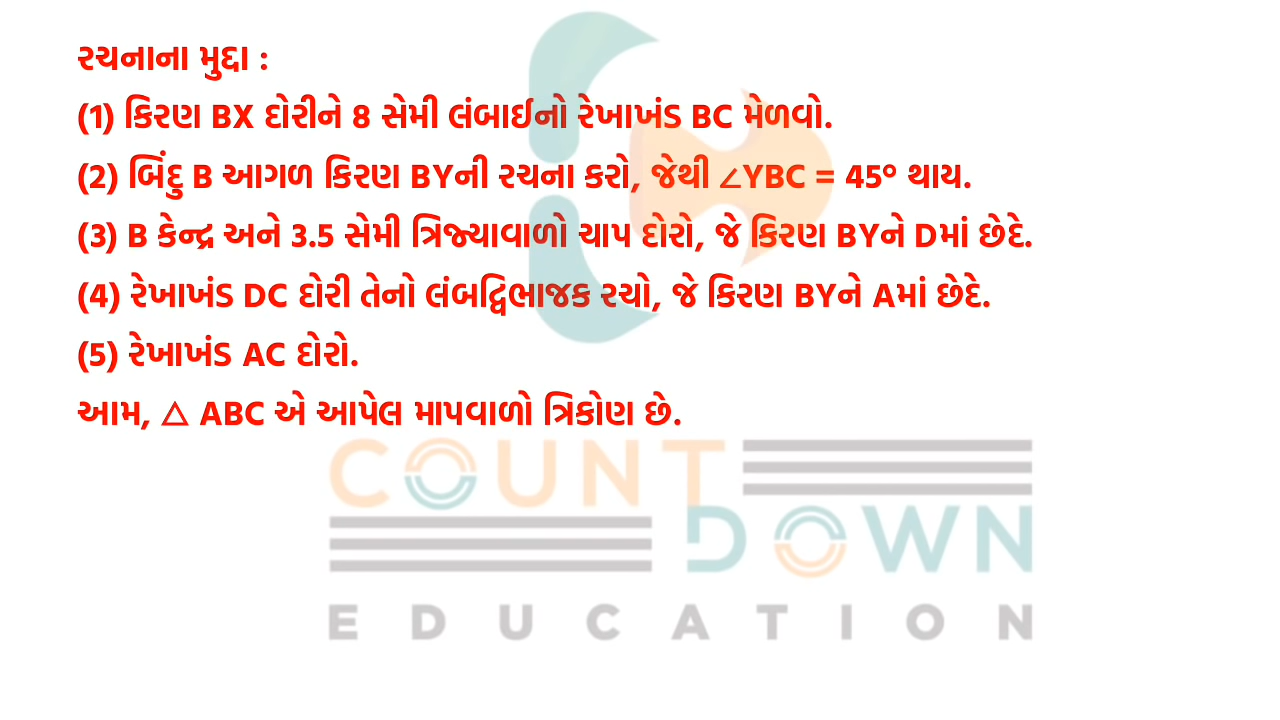 રચનાના મુદ્દા :
(1) કિરણ BX દોરીને 8 સેમી લંબાઈનો રેખાખંડ BC મેળવો.
(2) બિંદુ B આગળ કિરણ BYની રચના કરો, જેથી ∠YBC = 45° થાય.
(3) B કેન્દ્ર અને 3.5 સેમી ત્રિજ્યાવાળો ચાપ દોરો, જે કિરણ BYને Dમાં છેદે.
(4) રેખાખંડ DC દોરી તેનો લંબદ્વિભાજક રચો, જે કિરણ BYને Aમાં છેદે.
(5) રેખાખંડ AC દોરો.
આમ, △ ABC એ આપેલ માપવાળો ત્રિકોણ છે.
COUNT
DOWN
EDUCATION